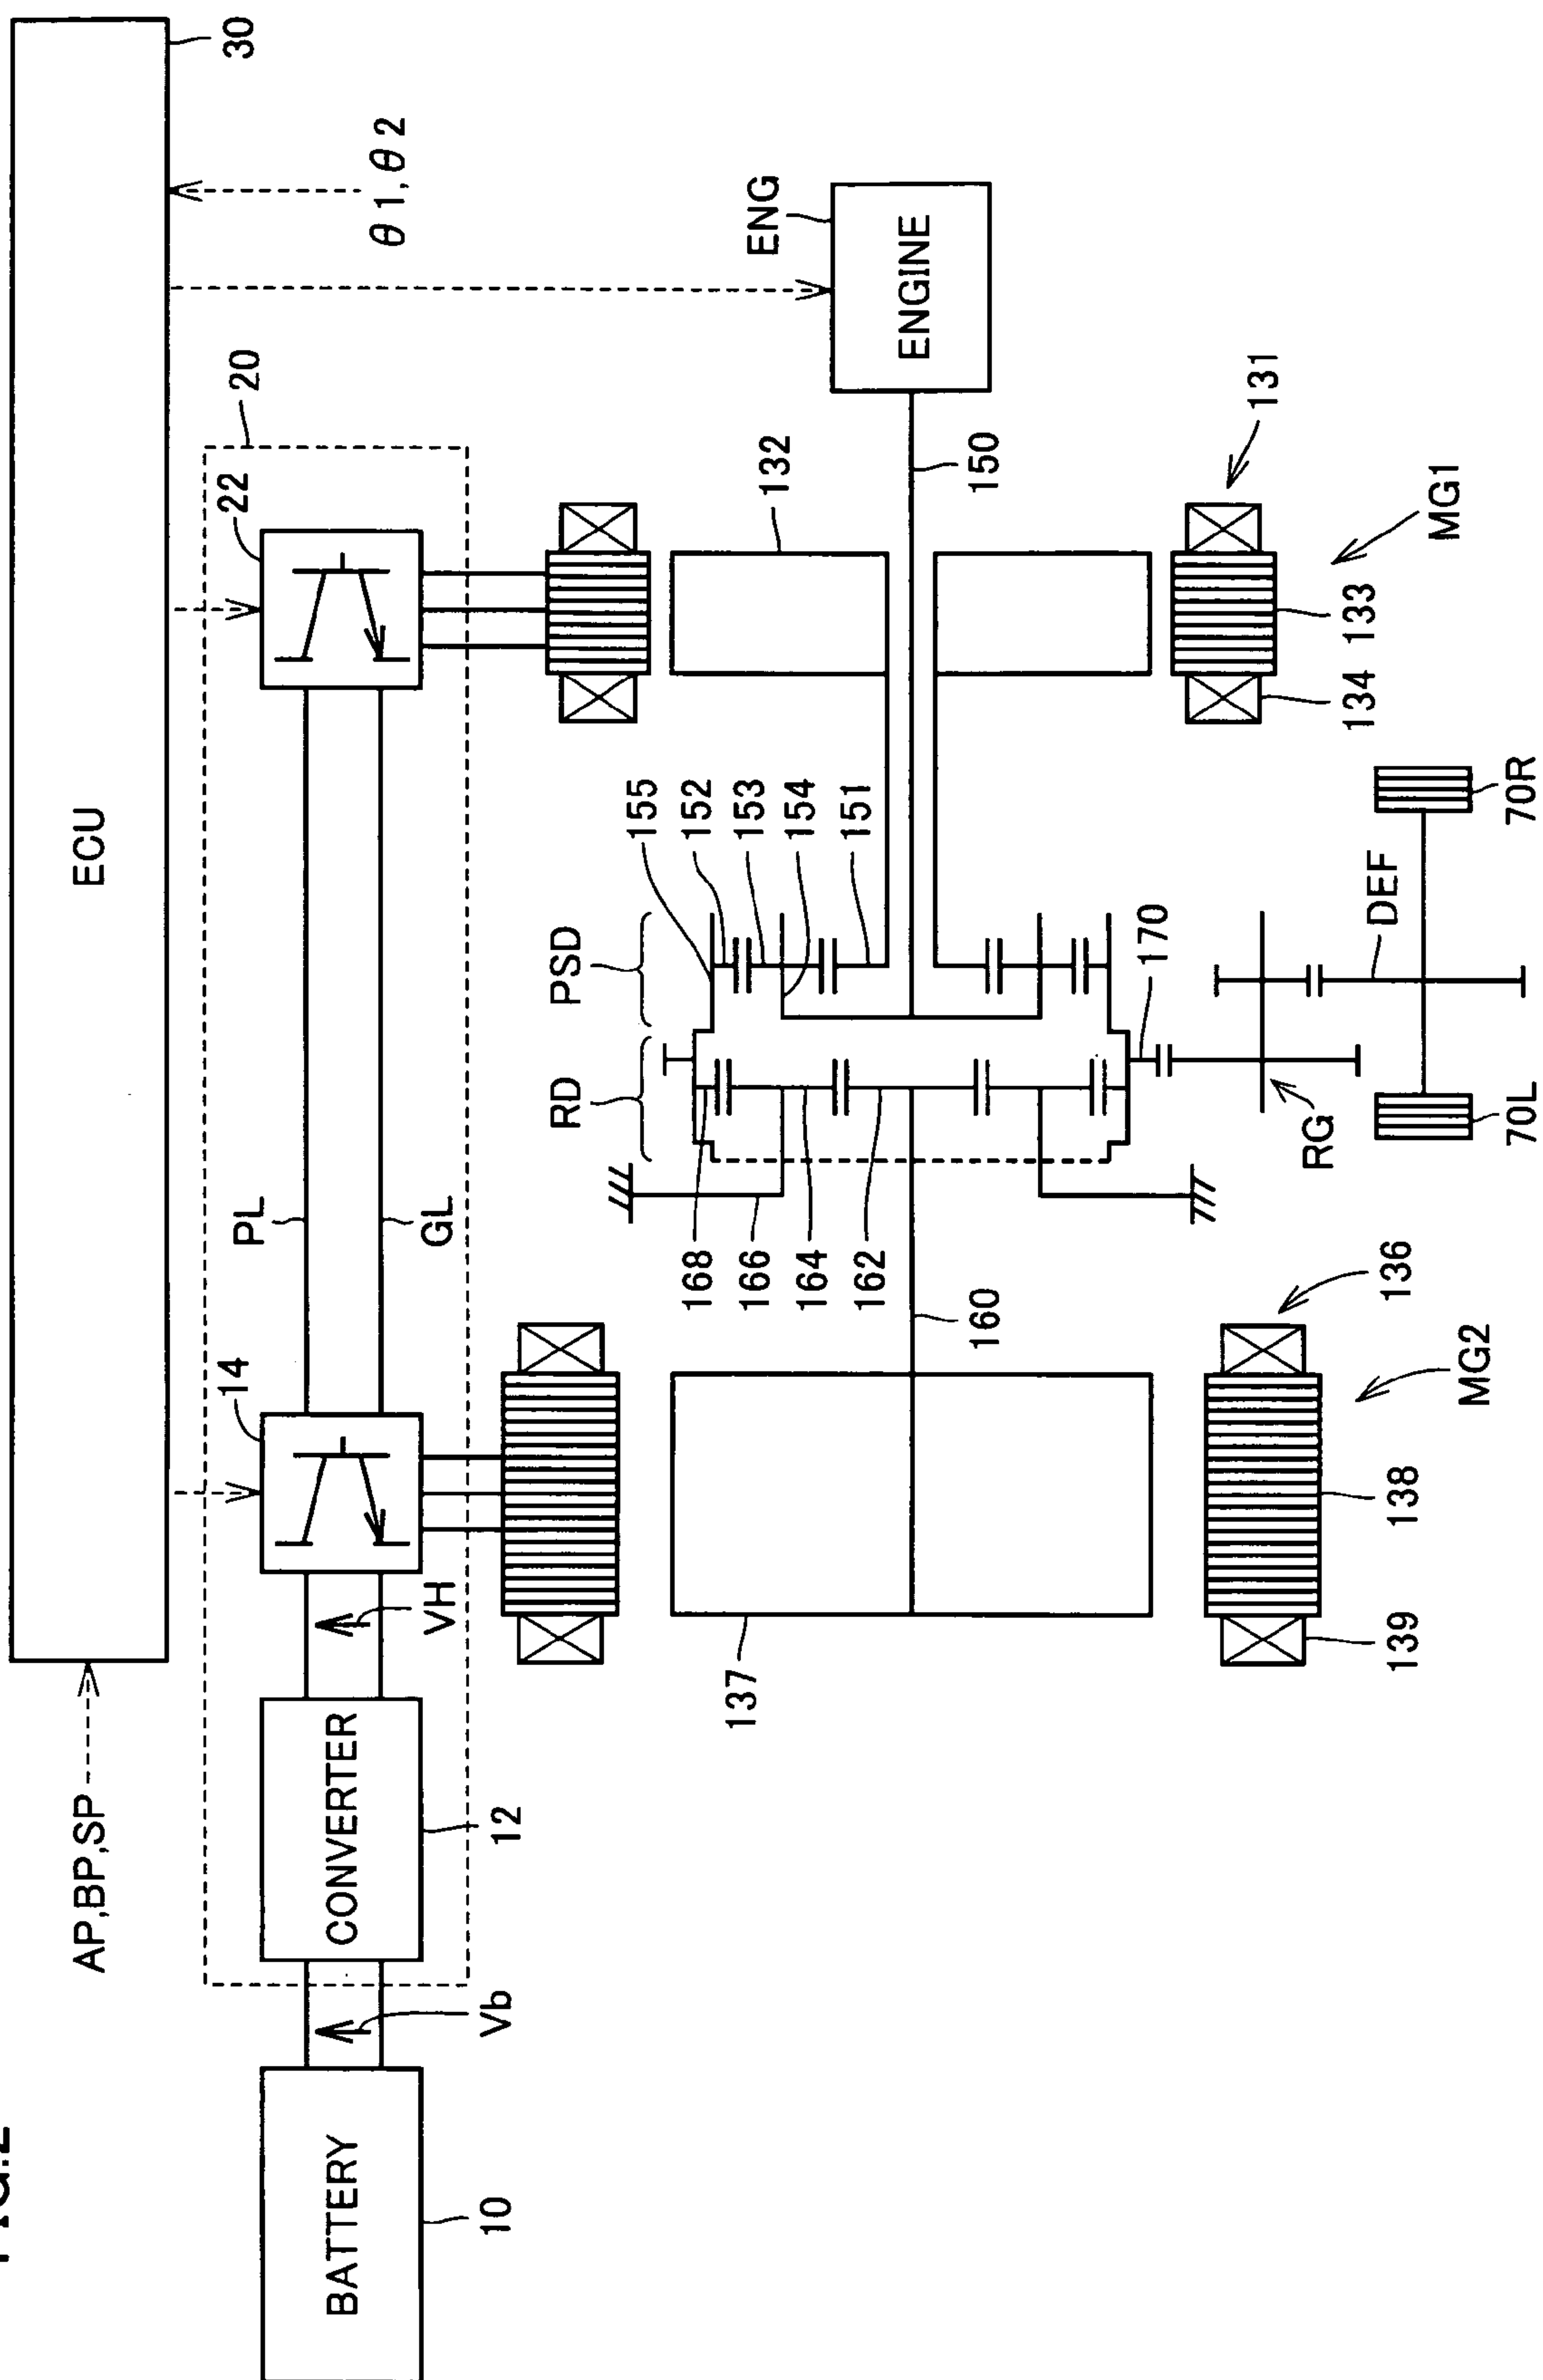 ECU
30
θ1,θ2
AP,BP,SP
20
22
14
PL
GL
VH
CONVERTER
12
Vb
BATTERY
10
ENG
ENGINE
132
150
131
MG1
133
134
155
152
153
154
151
PSD
RD
170
DEF
70R
70L
RG
168
166
164
162
160
136
MG2
138
139
137